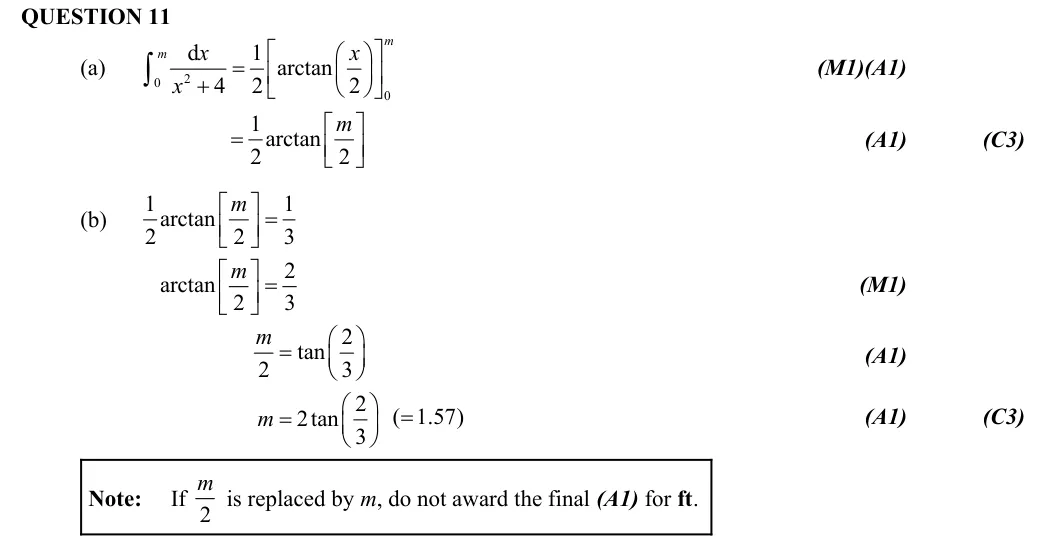 QUESTION 11
(a) ∫₀ᵐ dx/(x² + 4) = 1/2 [arctan(x/2)]₀ᵐ (M1)(A1)
= 1/2 arctan[m/2] (A1) (C3)
(b) 1/2 arctan[m/2] = 1/3
arctan[m/2] = 2/3 (M1)
m/2 = tan(2/3) (A1)
m = 2 tan(2/3) (= 1.57) (A1) (C3)
Note: If m/2 is replaced by m, do not award the final (A1) for ft.